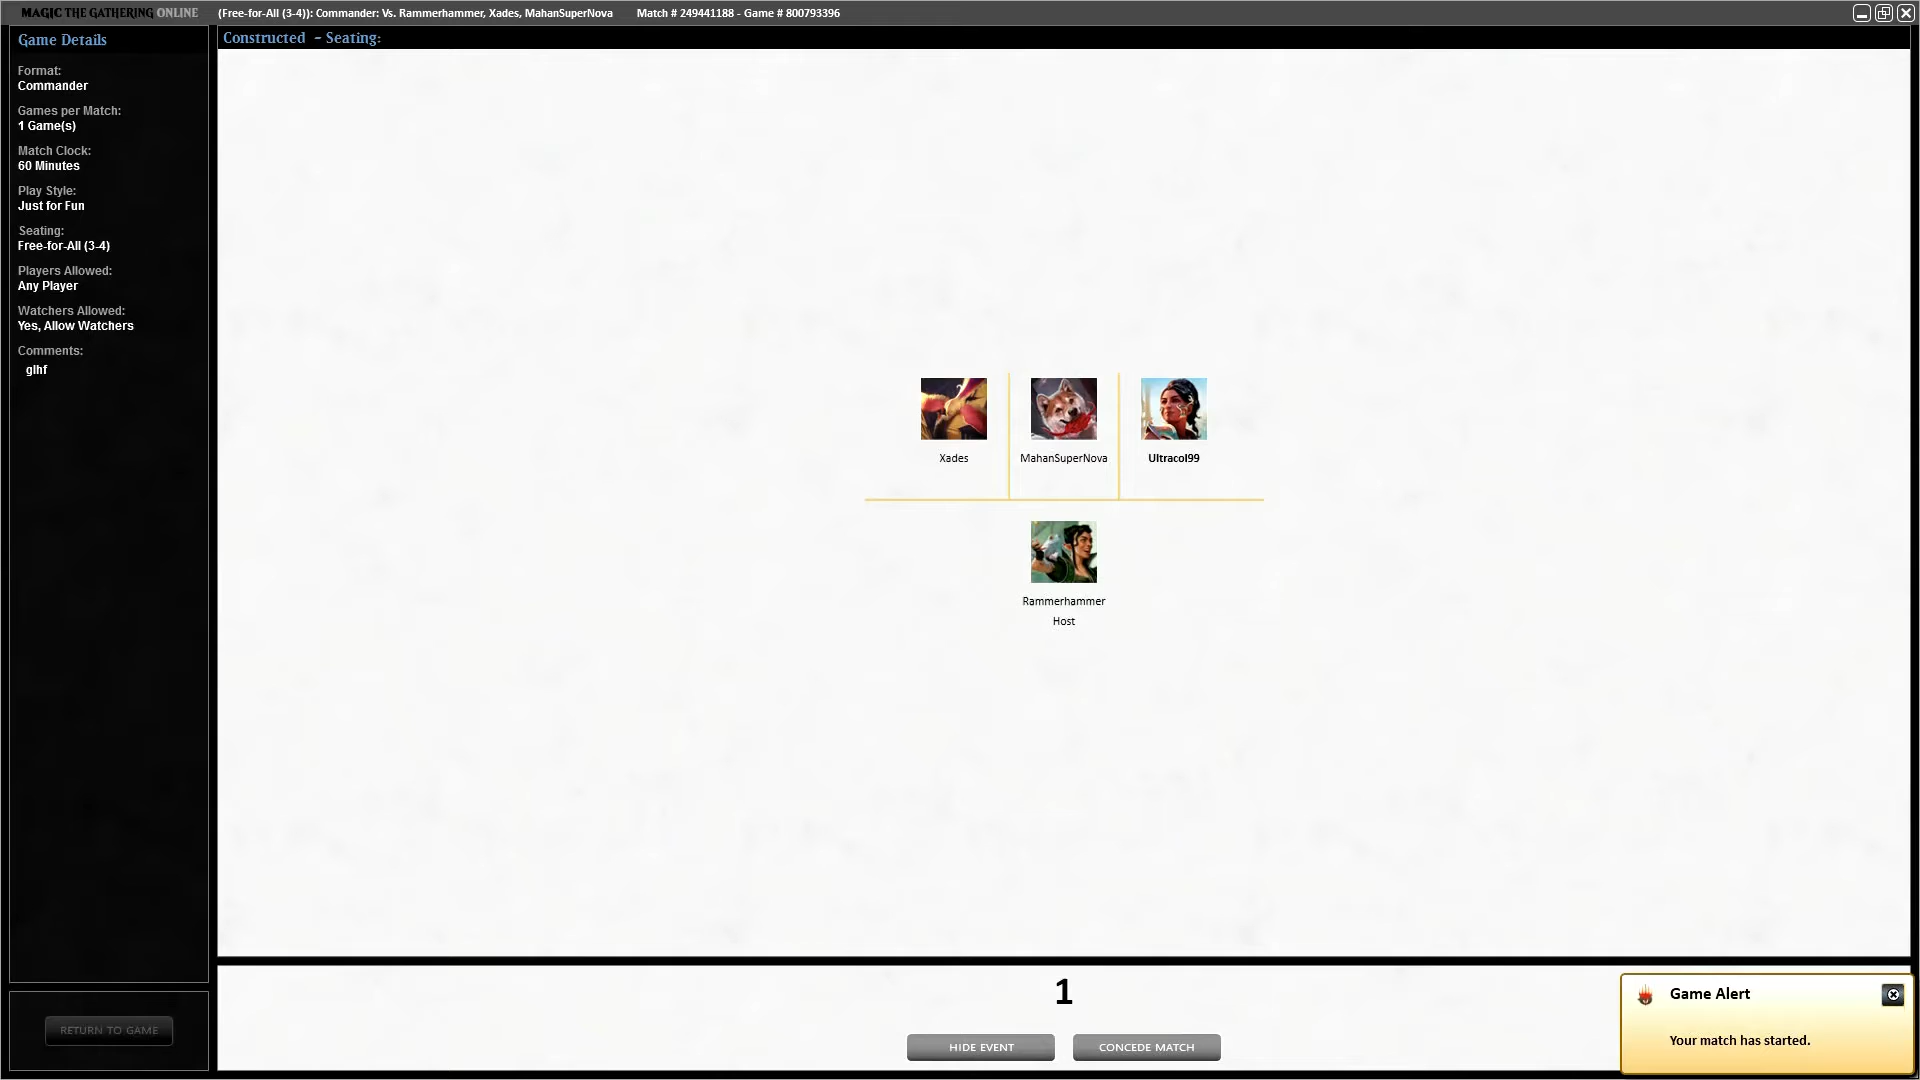 MAGIC THE GATHERING ONLINE
(Free-for-All (3-4)): Commander: Vs. Rammerhammer, Xades, MahanSuperNova Match # 249441188 - Game # 800793396
Game Details
Format:
Commander
Games per Match:
1 Game(s)
Match Clock:
60 Minutes
Play Style:
Just for Fun
Seating:
Free-for-All (3-4)
Players Allowed:
Any Player
Watchers Allowed:
Yes, Allow Watchers
Comments:
glhf
RETURN TO GAME
Constructed - Seating:
Xades
MahanSuperNova
Ultracol99
Rammerhammer
Host
1
HIDE EVENT
CONCEDE MATCH
Game Alert
Your match has started.